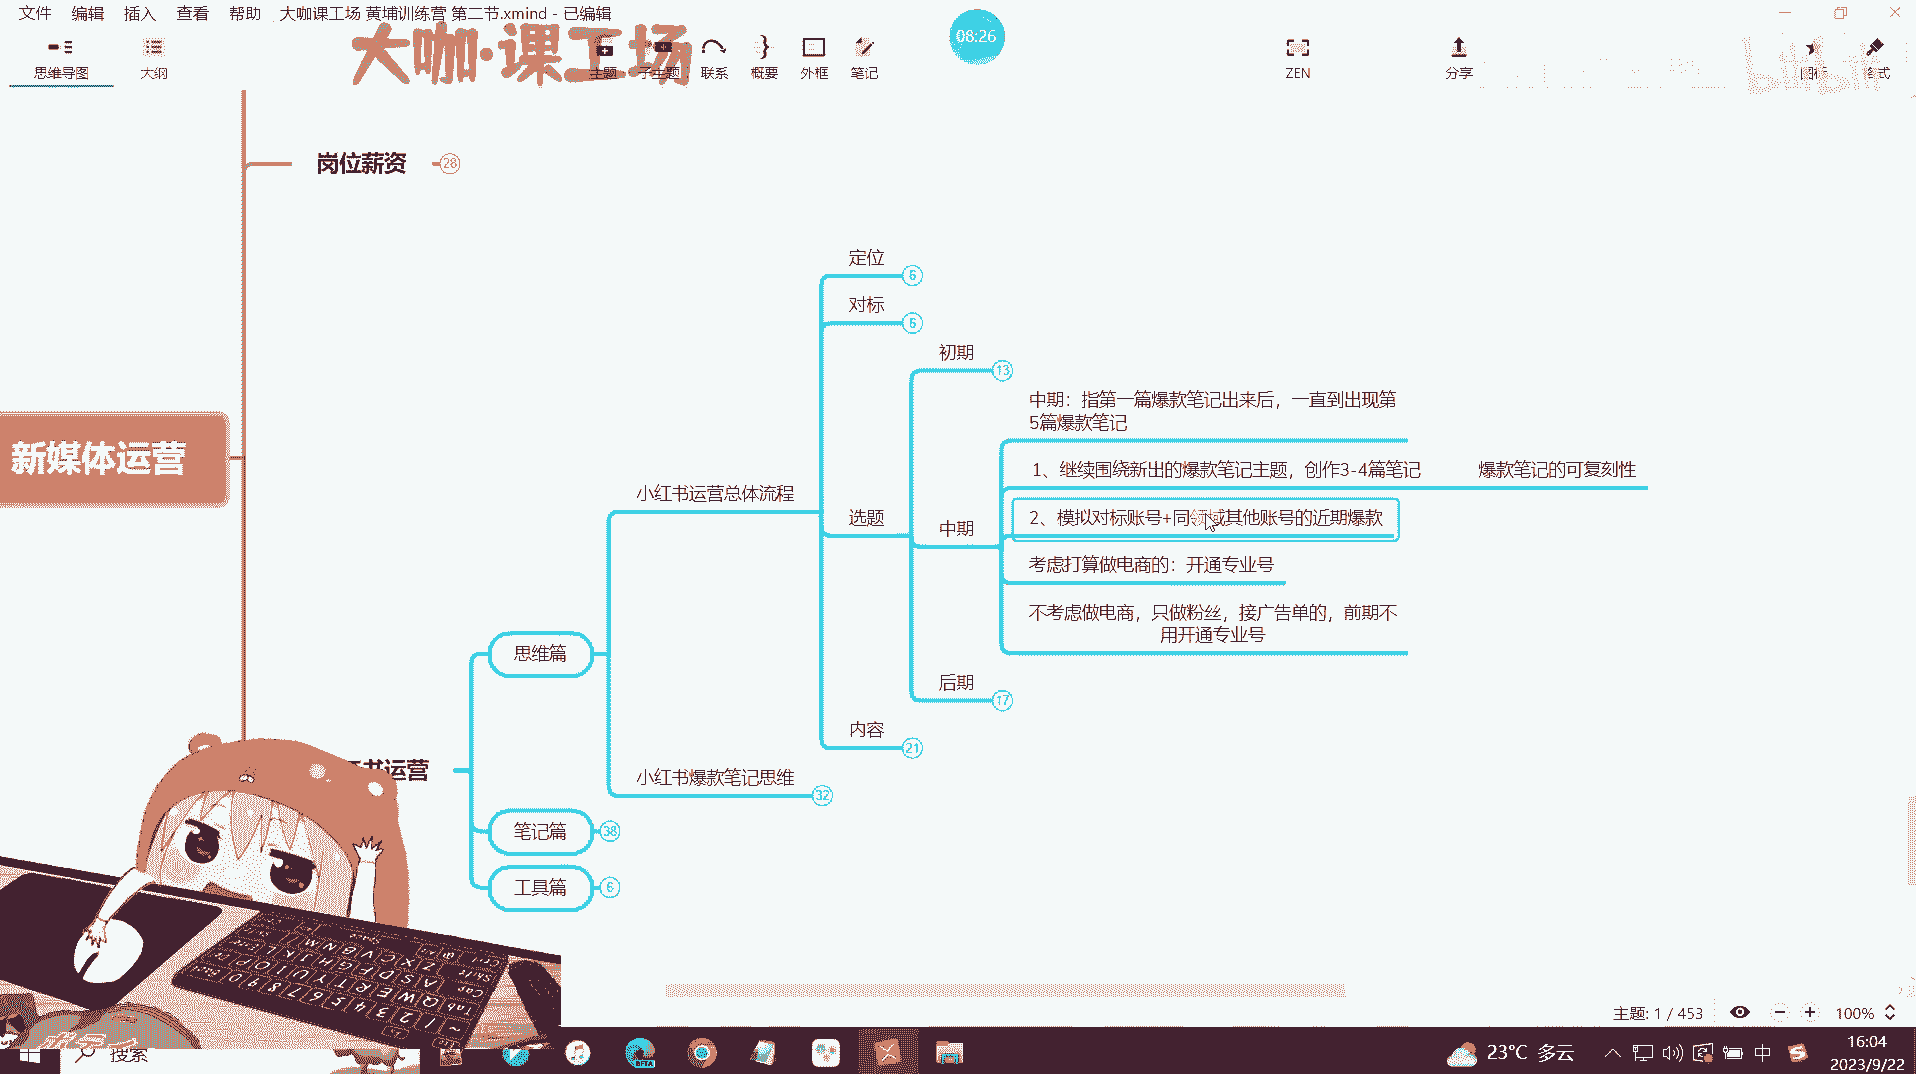 文件 编辑 插入 查看 帮助 大咖课工场 黄埔训练营 第二节.xmind - 已编辑
大咖·课工场
08:26
思维导图 大纲 主题 子主题 联系 概要 外框 笔记 ZEN 分享 图标 格式
bilibili
岗位薪资 28
定位 6
对标 6
初期 13
中期：指第一篇爆款笔记出来后，一直到出现第
5篇爆款笔记
1、继续围绕新出的爆款笔记主题，创作3-4篇笔记 爆款笔记的可复刻性
新媒体运营
小红书运营总体流程
选题
中期
2、模拟对标账号+同领域其他账号的近期爆款
考虑打算做电商的：开通专业号
不考虑做电商，只做粉丝，接广告单的，前期不
用开通专业号
思维篇
后期 17
内容 21
书运营
小红书爆款笔记思维 32
笔记篇 38
工具篇 6
主题: 1 / 453 100%
搜索
BETA
23°C 多云 中
16:04
2023/9/22